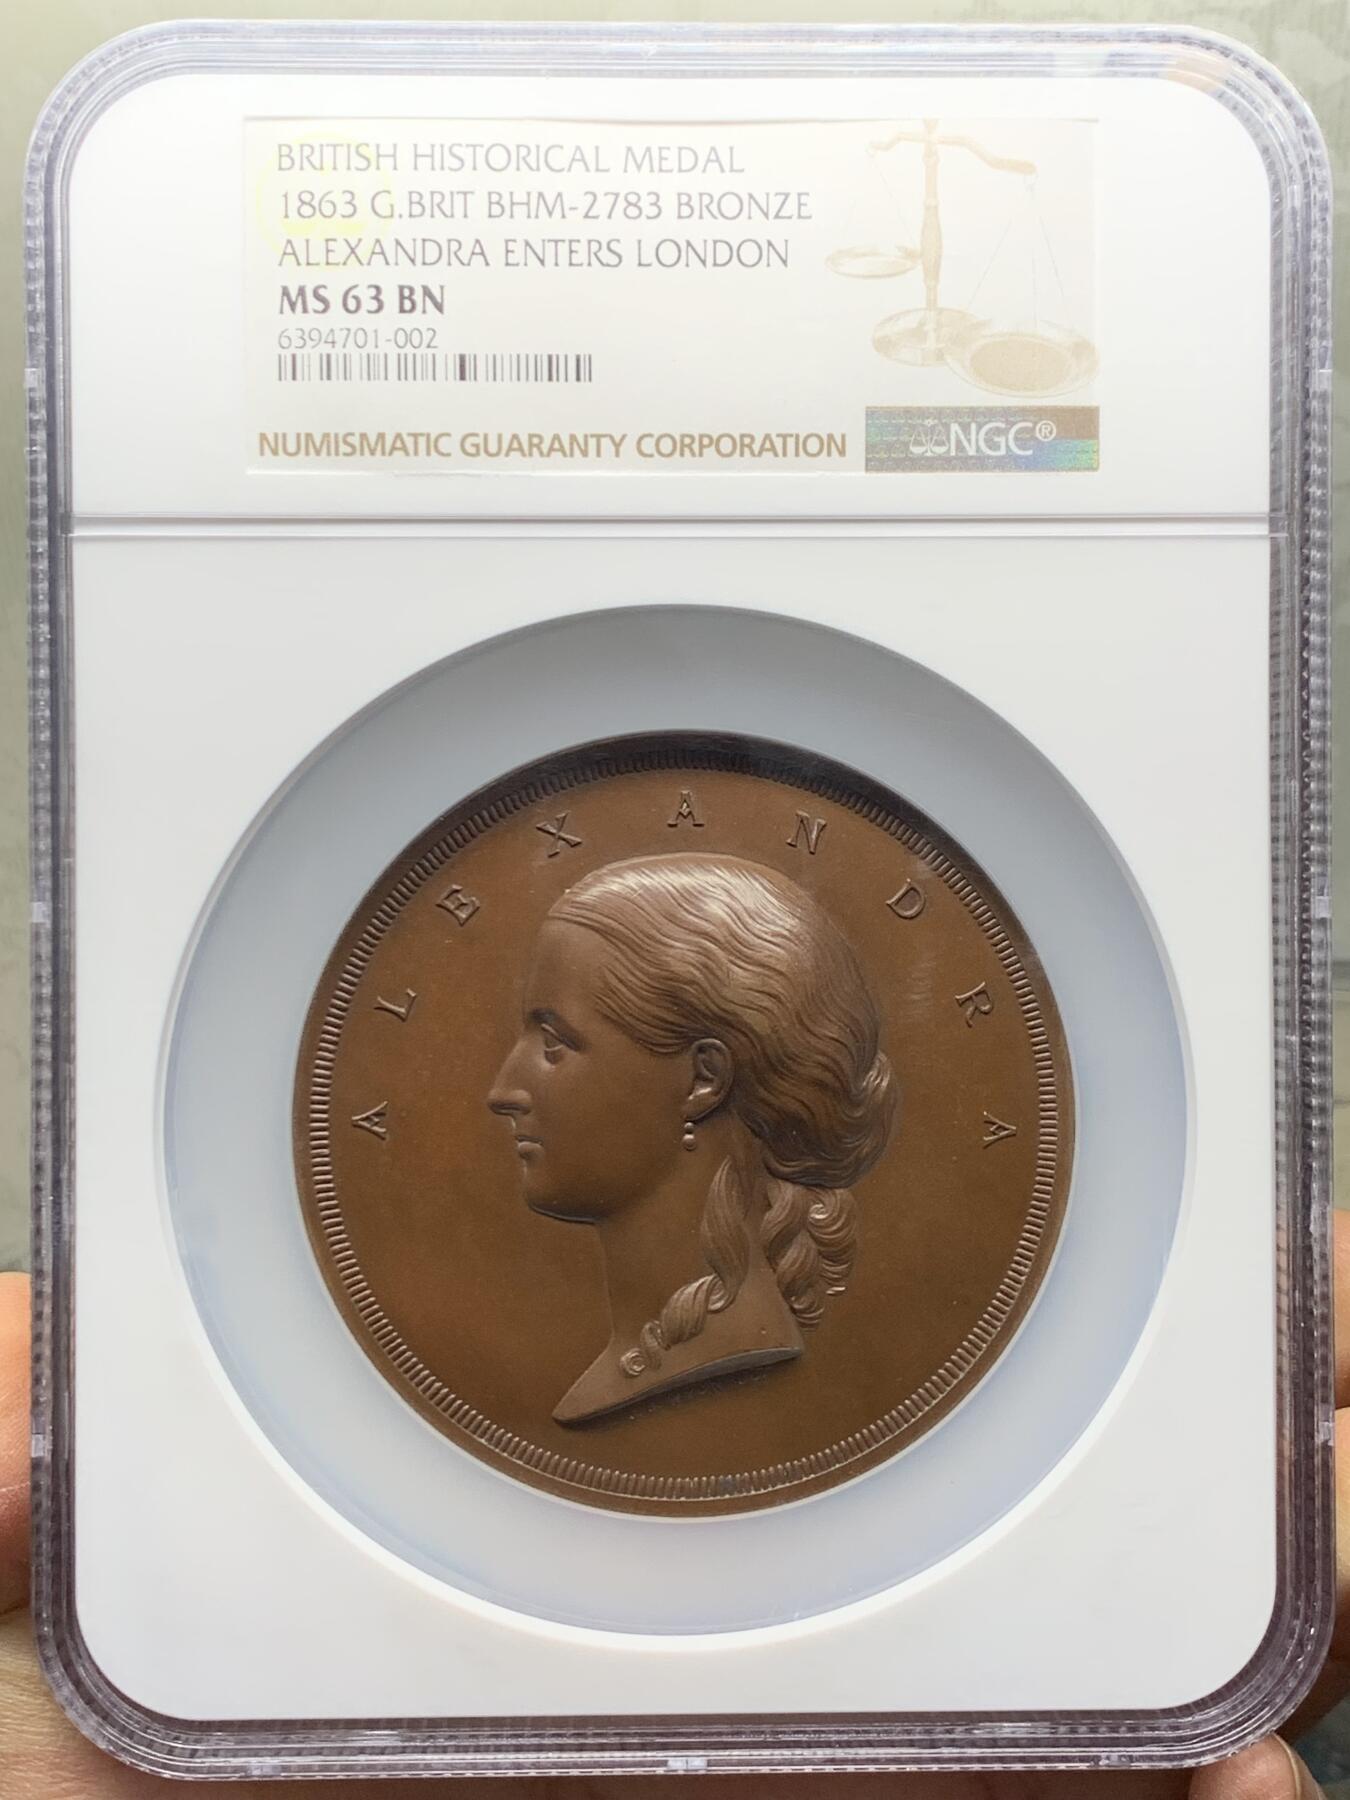 BRITISH HISTORICAL MEDAL
1863 G.BRIT BHM-2783 BRONZE
ALEXANDRA ENTERS LONDON
MS 63 BN
6394701-002
NUMISMATIC GUARANTY CORPORATION
NGC®
ALEXANDRA